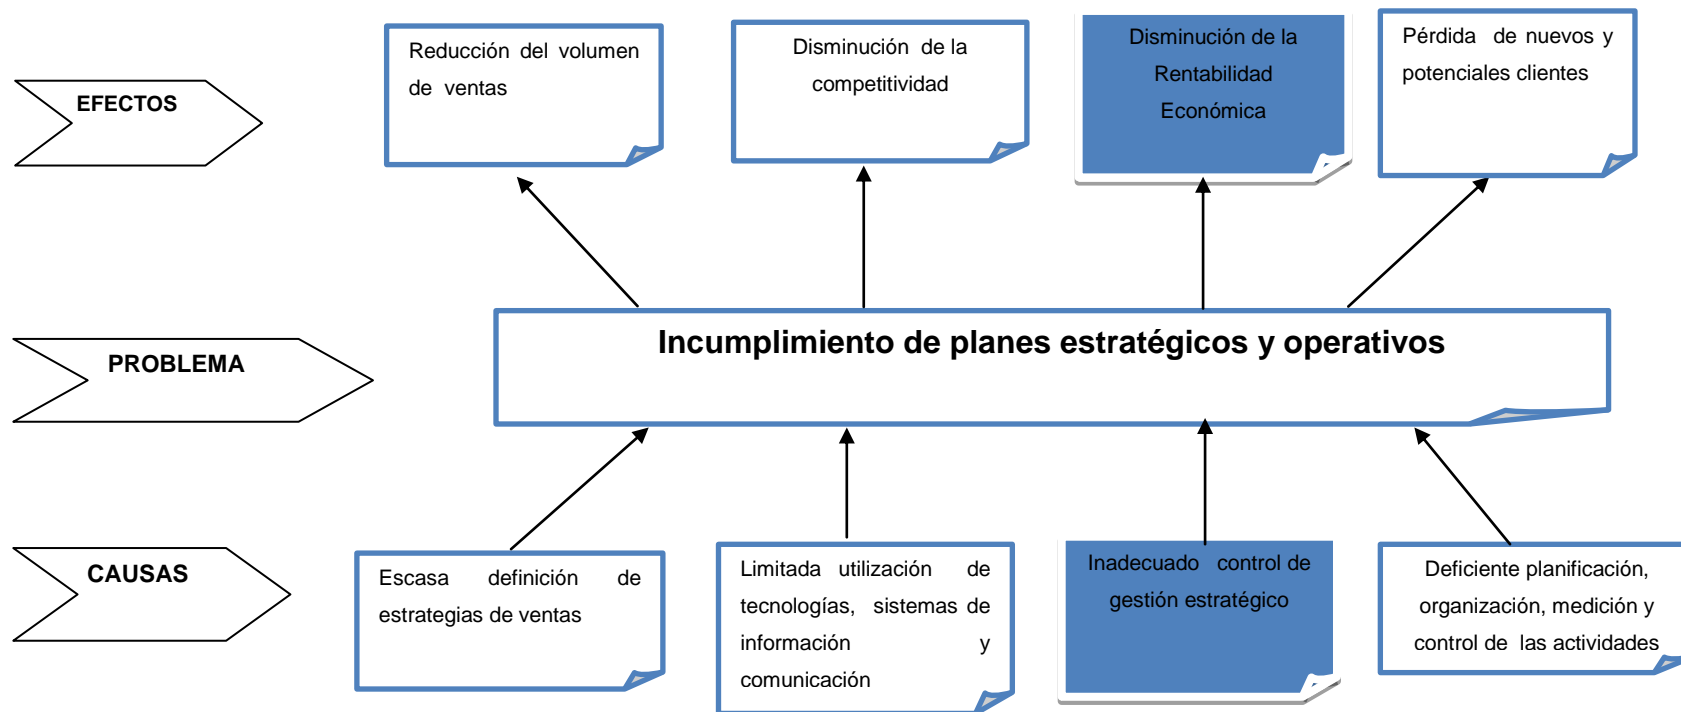 EFECTOS
Reducción del volumen
de ventas
Disminución de la
competitividad
Disminución de la
Rentabilidad
Económica
Pérdida de nuevos y
potenciales clientes
PROBLEMA
Incumplimiento de planes estratégicos y operativos
CAUSAS
Escasa definición de
estrategias de ventas
Limitada utilización de
tecnologías, sistemas de
información y
comunicación
Inadecuado control de
gestión estratégico
Deficiente planificación,
organización, medición y
control de las actividades